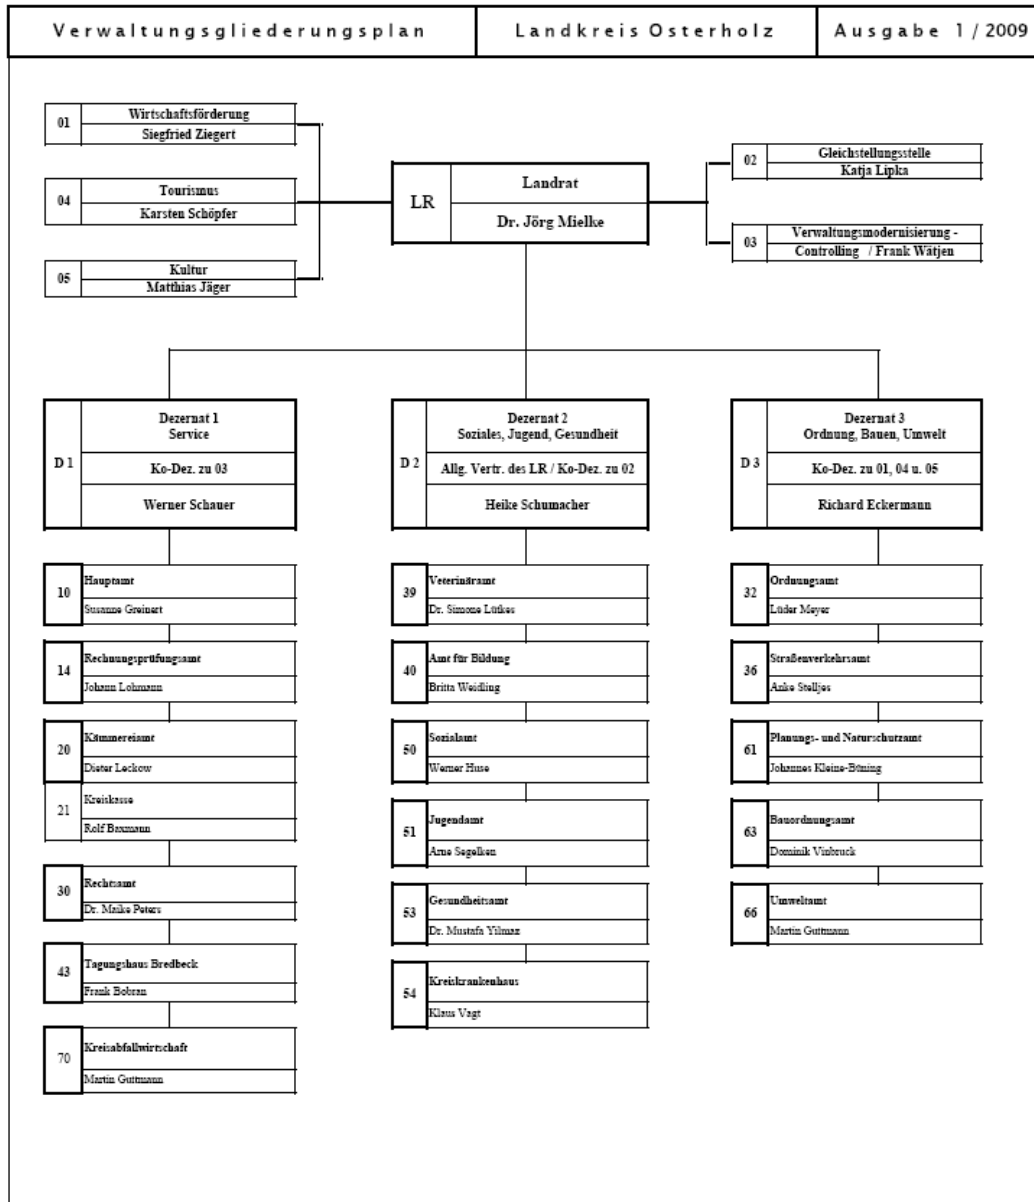 Verwaltungsgliederungsplan
Landkreis Osterholz
Ausgabe 1/2009
01
Wirtschaftsförderung
Siegfried Ziegert
04
Tourismus
Karsten Schöpfer
05
Kultur
Matthias Jäger
LR
Landrat
Dr. Jörg Mielke
02
Gleichstellungsstelle
Katja Lipka
03
Verwaltungsmodernisierung -
Controlling / Frank Wätjen
D 1
Dezernat 1
Service
Ko-Dez. zu 03
Werner Schauer
D 2
Dezernat 2
Soziales, Jugend, Gesundheit
Allg. Vertr. des LR / Ko-Dez. zu 02
Heike Schumacher
D 3
Dezernat 3
Ordnung, Bauen, Umwelt
Ko-Dez. zu 01, 04 u. 05
Richard Eckermann
10
Hauptamt
Susanne Greinert
14
Rechnungsprüfungsamt
Johann Lohmann
20
Kämmereiamt
Dieter Leckow
21
Kreiskasse
Rolf Baxmann
30
Rechtsamt
Dr. Maike Peters
43
Tagungshaus Bredbeck
Frank Bobran
70
Kreisabfallwirtschaft
Martin Guttmann
39
Veterinäramt
Dr. Simone Lütkes
40
Amt für Bildung
Britta Weidling
50
Sozialamt
Werner Huse
51
Jugendamt
Arne Segelken
53
Gesundheitsamt
Dr. Mustafa Yilmaz
54
Kreiskrankenhaus
Klaus Vagt
32
Ordnungsamt
Lüder Meyer
36
Straßenverkehrsamt
Anke Stelljes
61
Planungs- und Naturschutzamt
Johannes Kleine-Büning
63
Bauordnungsamt
Dominik Vinbruck
66
Umweltamt
Martin Guttmann